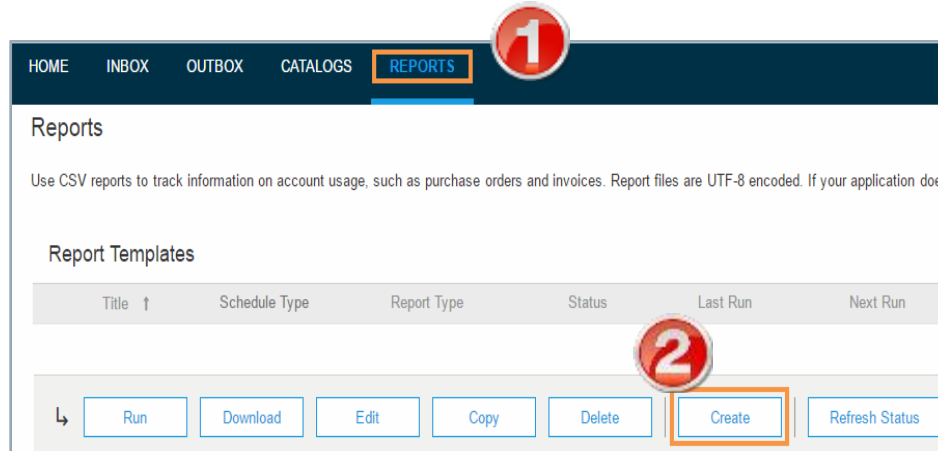 1
HOME INBOX OUTBOX CATALOGS REPORTS
Reports
Use CSV reports to track information on account usage, such as purchase orders and invoices. Report files are UTF-8 encoded. If your application doe
Report Templates
Title ↑ Schedule Type Report Type Status Last Run Next Run
2
Run Download Edit Copy Delete Create Refresh Status